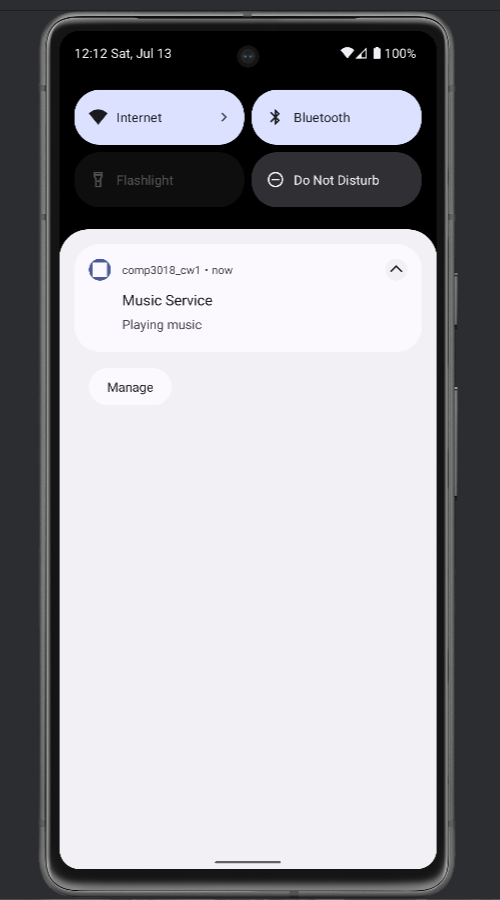 12:12 Sat, Jul 13 100%
Internet Bluetooth
Flashlight Do Not Disturb
comp3018_cw1 • now
Music Service
Playing music
Manage